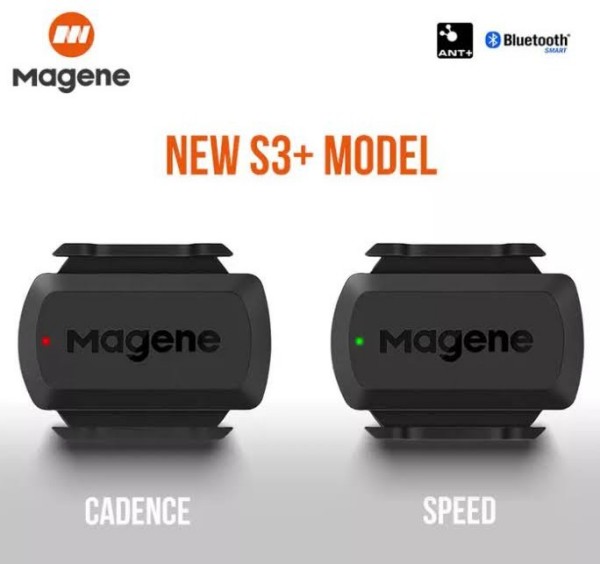 Magene
ANT+
Bluetooth®
SMART
NEW S3+ MODEL
Magene
Magene
CADENCE
SPEED